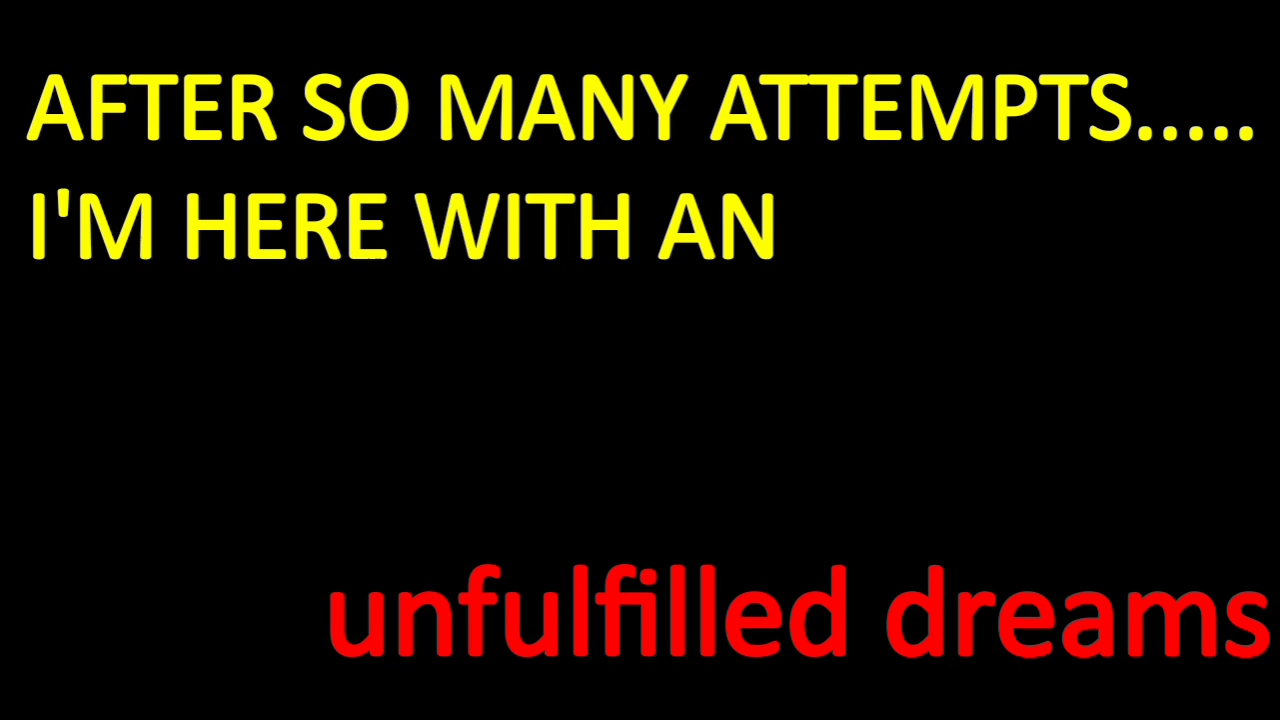 AFTER SO MANY ATTEMPTS.....
I'M HERE WITH AN
unfulfilled dreams